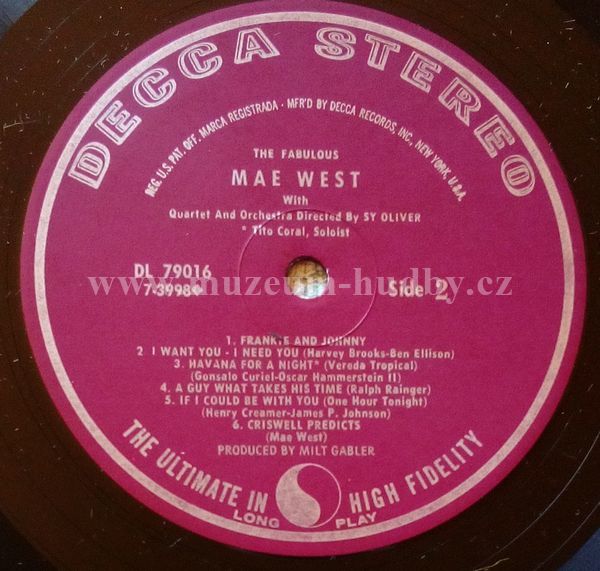 DECCA STEREO
REG. U.S. PAT. OFF. MARCA REGISTRADA - MFR'D BY DECCA RECORDS, INC., NEW YORK, U.S.A.
THE FABULOUS
MAE WEST
With
Quartet And Orchestra Directed By SY OLIVER
* Tito Coral, Soloist
DL 79016
Side 2
www.muzeum-hudby.cz
1. FRANKIE AND JOHNNY
2 I WANT YOU - I NEED YOU (Harvey Brooks-Ben Ellison)
3. HAVANA FOR A NIGHT* (Vereda Tropical)
(Gonsalo Curiel-Oscar Hammerstein II)
4. A GUY WHAT TAKES HIS TIME (Ralph Rainger)
5. IF I COULD BE WITH YOU (One Hour Tonight)
(Henry Creamer-James P. Johnson)
6. CRISWELL PREDICTS
(Mae West)
PRODUCED BY MILT GABLER
THE ULTIMATE IN HIGH FIDELITY
LONG PLAY